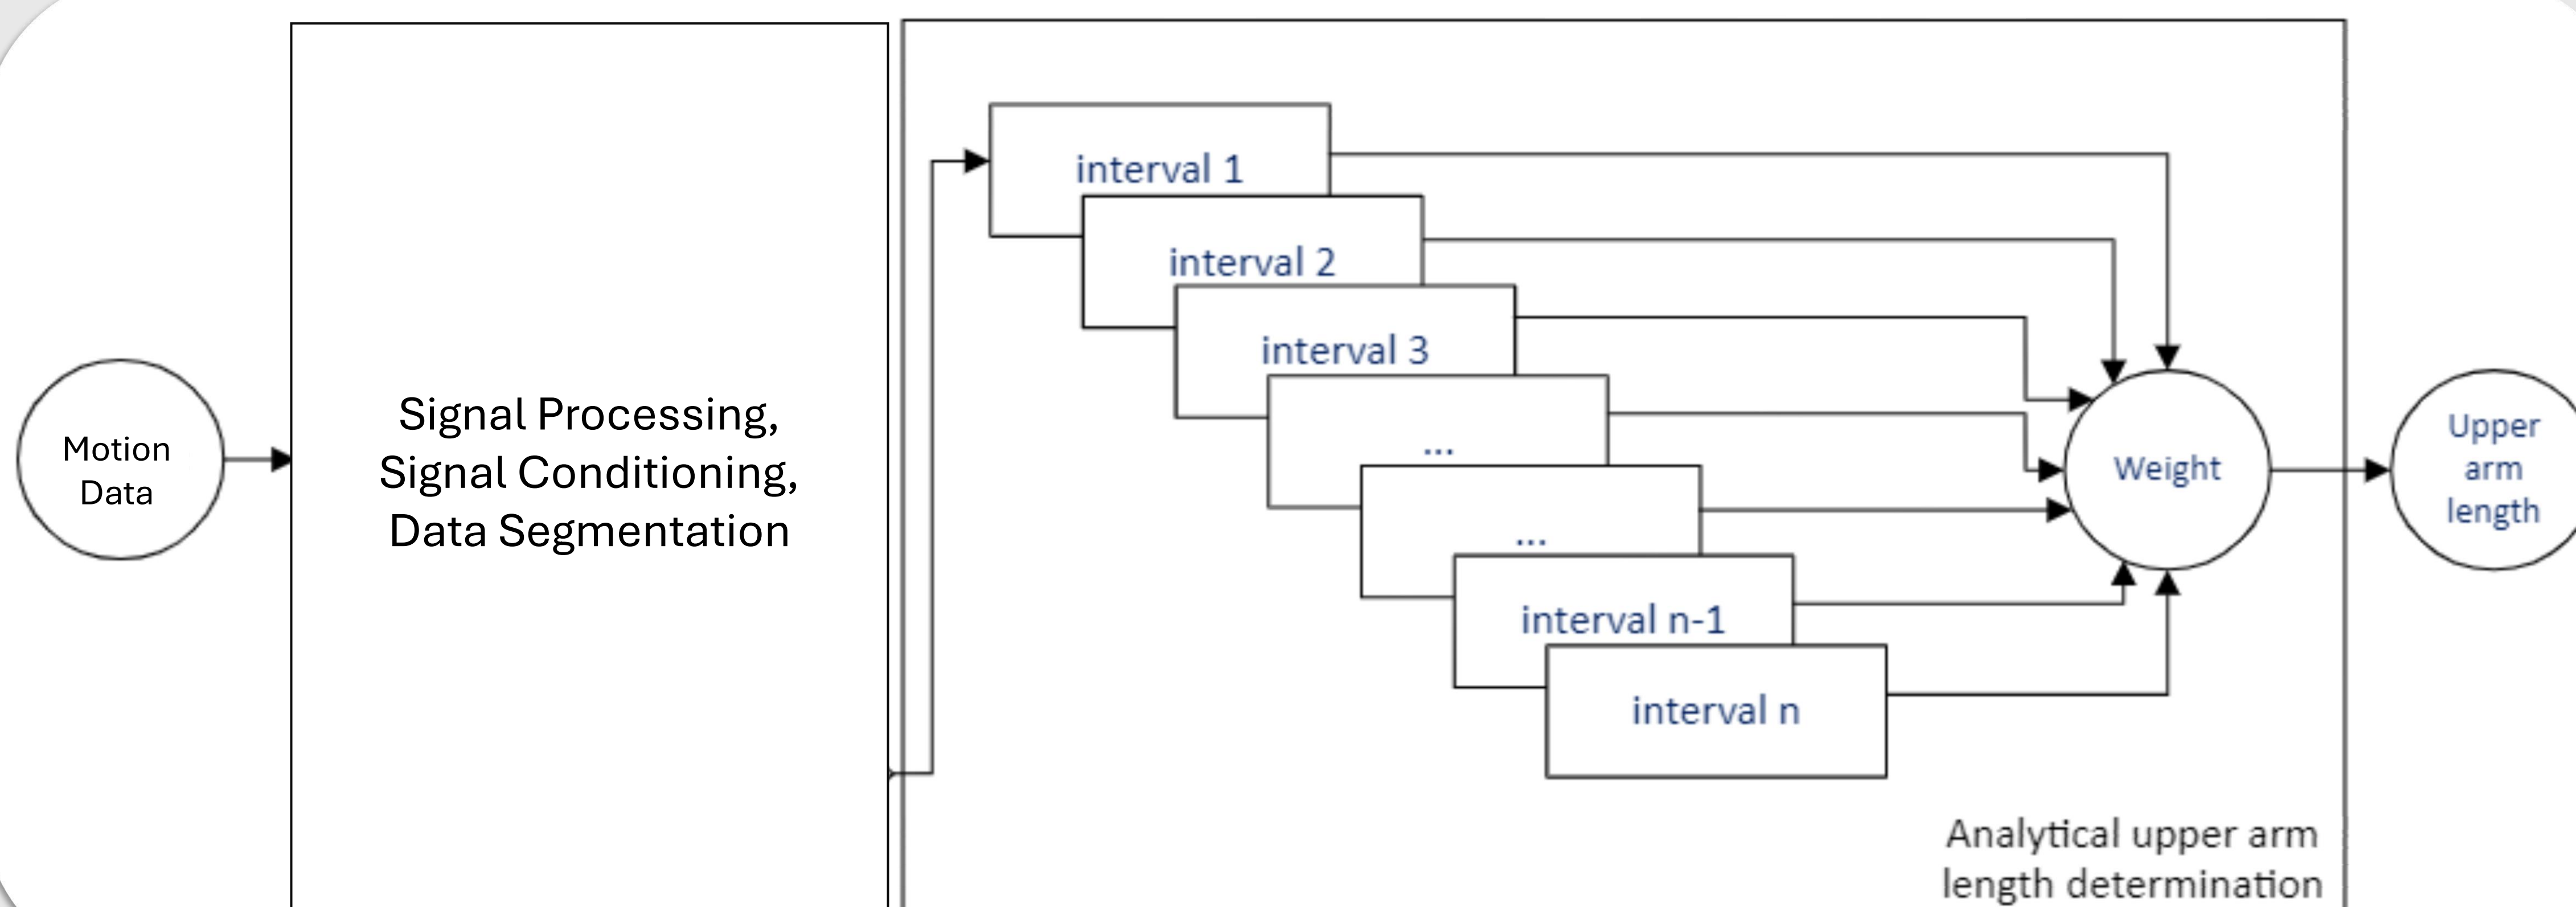 Motion
Data
Signal Processing,
Signal Conditioning,
Data Segmentation
interval 1
interval 2
interval 3
...
...
interval n-1
interval n
Weight
Upper
arm
length
Analytical upper arm
length determination